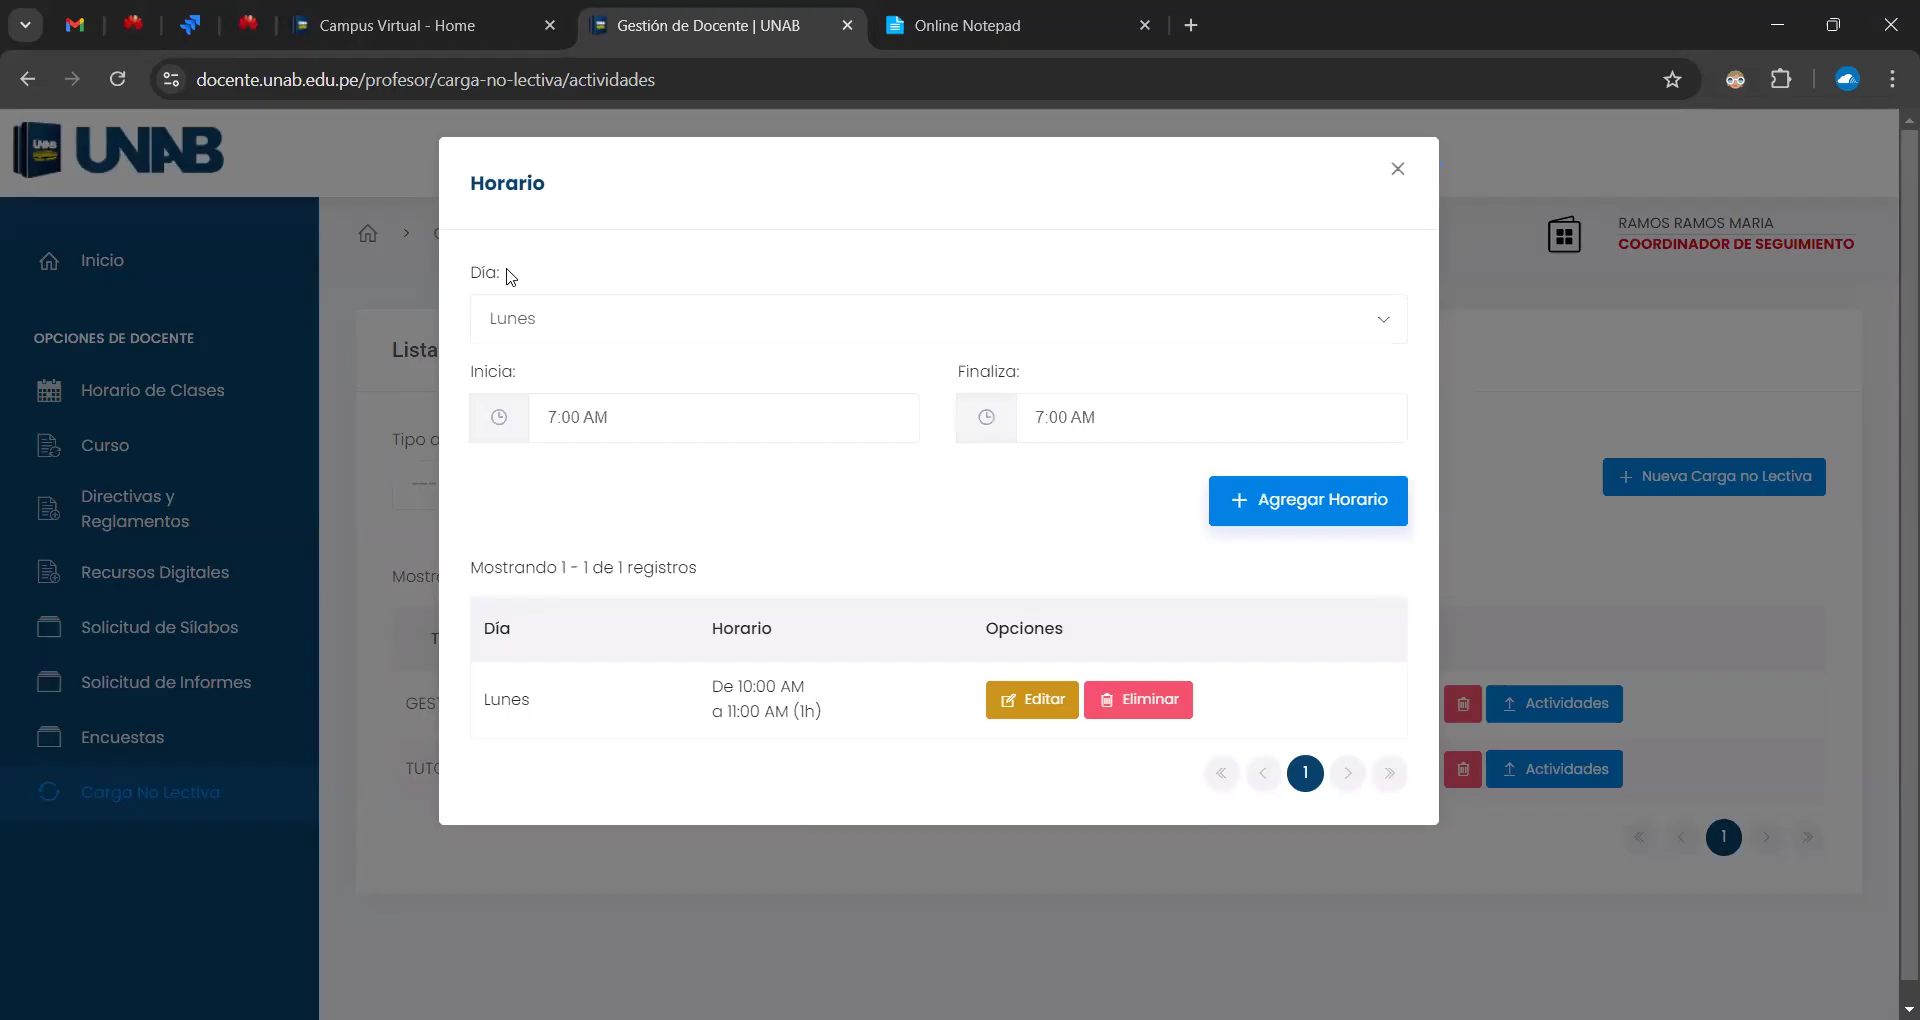 Campus Virtual - Home
Gestión de Docente | UNAB
Online Notepad
docente.unab.edu.pe/profesor/carga-no-lectiva/actividades
UNAB
RAMOS RAMOS MARIA
COORDINADOR DE SEGUIMIENTO
Inicio
OPCIONES DE DOCENTE
Horario de Clases
Curso
Directivas y
Reglamentos
Recursos Digitales
Solicitud de Sílabos
Solicitud de Informes
Encuestas
Carga No Lectiva
Lista
Tipo
Nueva Carga no Lectiva
Mostr
GES
TUT
Actividades
Actividades
1
Horario
Día:
Lunes
Inicia:
Finaliza:
7:00 AM
7:00 AM
Agregar Horario
Mostrando 1 - 1 de 1 registros
Día Horario Opciones
Lunes
De 10:00 AM
a 11:00 AM (1h)
Editar
Eliminar
1